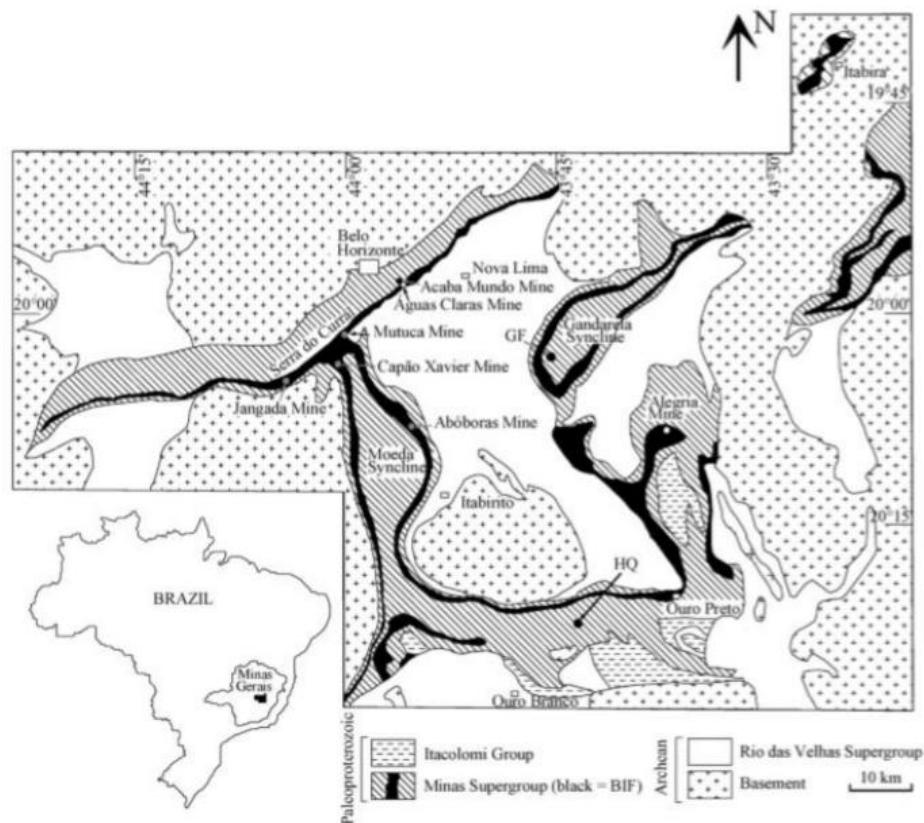 N
Itabira
19°45'
44°15'
44°00'
43°45'
43°30'
Belo
Horizonte
Nova Lima
Acaba Mundo Mine
Águas Claras Mine
20°00'
20°00'
Serra do Curral
Mutuca Mine
GF
Gandarela
Syncline
Capão Xavier Mine
Jangada Mine
Alegria
Mine
Abóboras Mine
Moeda
Syncline
Itabirito
20°15'
HQ
BRAZIL
Ouro Preto
Minas
Gerais
Ouro Branco
Paleoproterozoic
Itacolomi Group
Minas Supergroup (black = BIF)
Archean
Rio das Velhas Supergroup
Basement
10 km